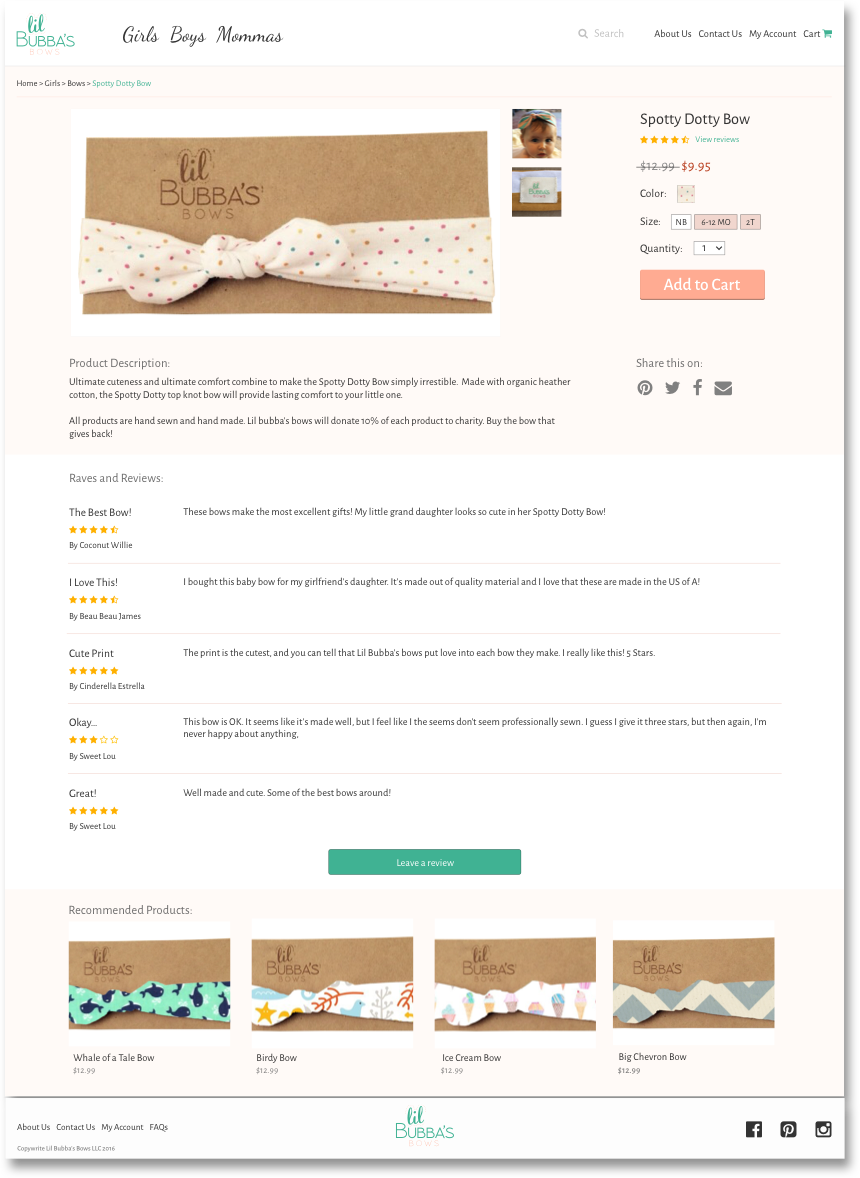 lil
BUBBA'S
BOWS
Girls Boys Mommas
Search
About Us Contact Us My Account Cart
Home > Girls > Bows > Spotty Dotty Bow
lil
BUBBA'S
BOWS
Spotty Dotty Bow
View reviews
$12.99 $9.95
Color:
Size: NB 6-12 MO 2T
Quantity: 1
Add to Cart
Product Description:
Ultimate cuteness and ultimate comfort combine to make the Spotty Dotty Bow simply irrestible. Made with organic heather
cotton, the Spotty Dotty top knot bow will provide lasting comfort to your little one.
All products are hand sewn and hand made. Lil bubba's bows will donate 10% of each product to charity. Buy the bow that
gives back!
Share this on:
Raves and Reviews:
The Best Bow!
By Coconut Willie
These bows make the most excellent gifts! My little grand daughter looks so cute in her Spotty Dotty Bow!
I Love This!
By Beau Beau James
I bought this baby bow for my girlfriend's daughter. It's made out of quality material and I love that these are made in the US of A!
Cute Print
By Cinderella Estrella
The print is the cutest, and you can tell that Lil Bubba's bows put love into each bow they make. I really like this! 5 Stars.
Okay...
By Sweet Lou
This bow is OK. It seems like it's made well, but I feel like I the seems don't seem professionally sewn. I guess I give it three stars, but then again, I'm
never happy about anything,
Great!
By Sweet Lou
Well made and cute. Some of the best bows around!
Leave a review
Recommended Products:
lil
BUBBA'S
BOWS
lil
BUBBA'S
BOWS
lil
BUBBA'S
BOWS
lil
BUBBA'S
BOWS
Whale of a Tale Bow
$12.99
Birdy Bow
$12.99
Ice Cream Bow
$12.99
Big Chevron Bow
$12.99
About Us Contact Us My Account FAQs
Copywrite Lil Bubba's Bows LLC 2016
lil
BUBBA'S
BOWS